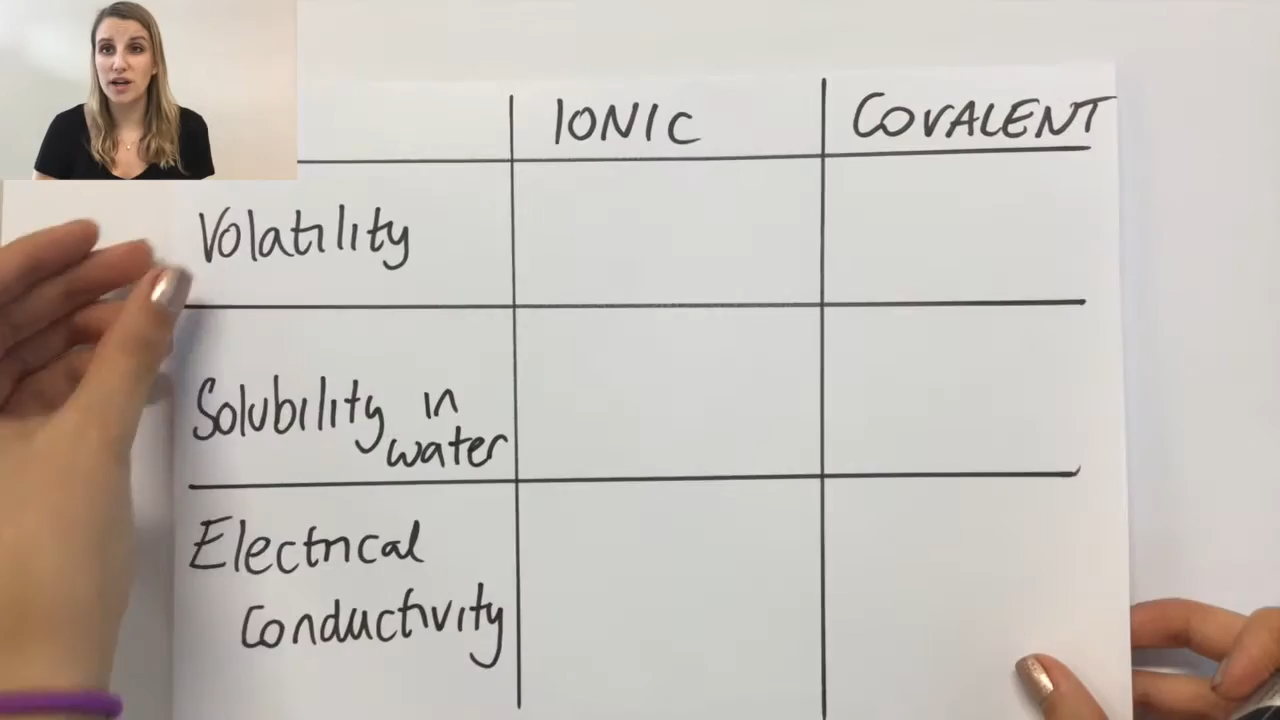 IONIC COVALENT
Volatility
Solubility in
water
Electrical
Conductivity